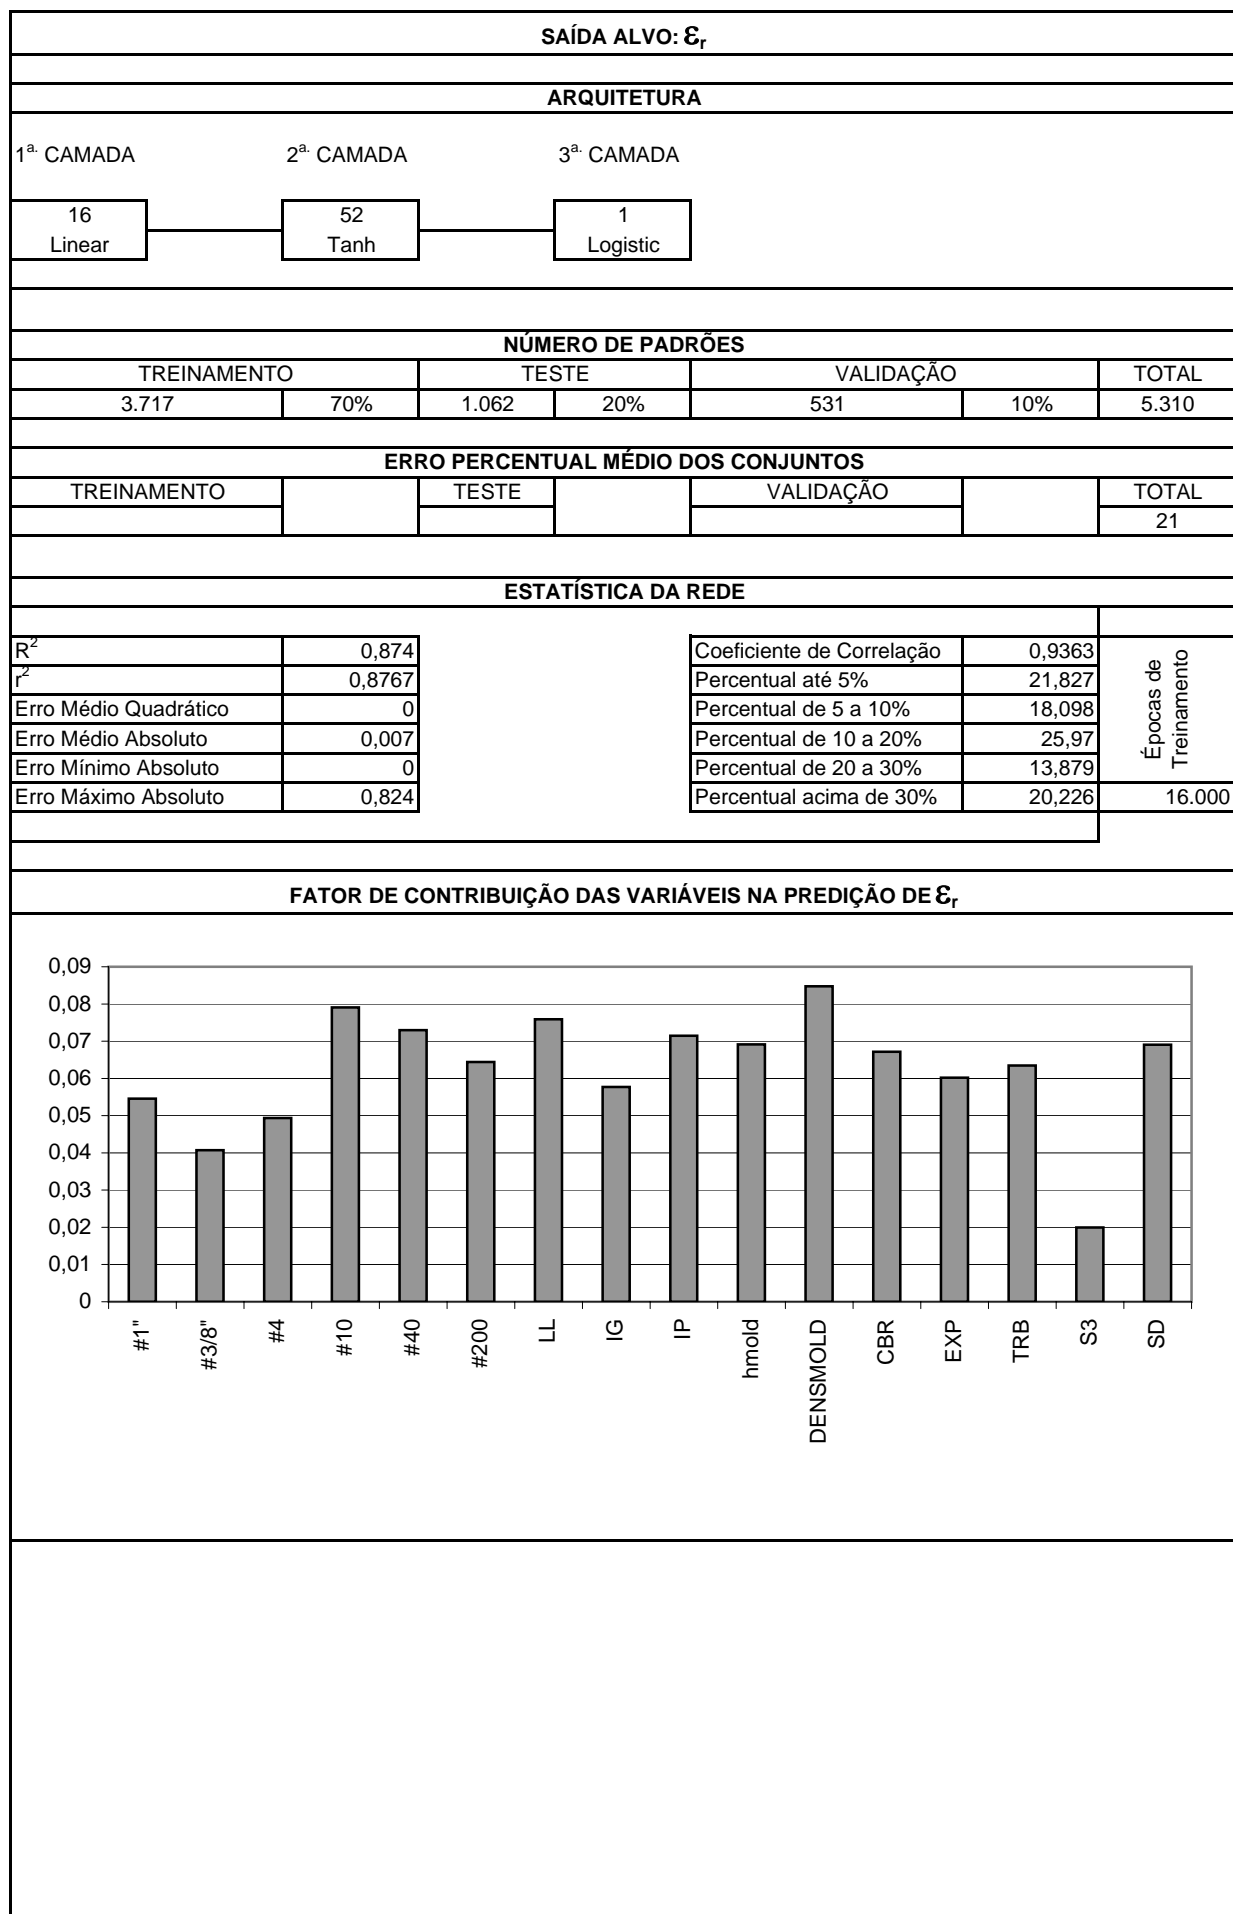 SAÍDA ALVO: εr
ARQUITETURA
1a. CAMADA 2a. CAMADA 3a. CAMADA
16 52 1
Linear Tanh Logistic
NÚMERO DE PADRÕES
TREINAMENTO TESTE VALIDAÇÃO TOTAL
3.717 70% 1.062 20% 531 10% 5.310
ERRO PERCENTUAL MÉDIO DOS CONJUNTOS
TREINAMENTO TESTE VALIDAÇÃO TOTAL
21
ESTATÍSTICA DA REDE
R2 0,874 Coeficiente de Correlação 0,9363
r2 0,8767 Percentual até 5% 21,827
Erro Médio Quadrático 0 Percentual de 5 a 10% 18,098
Erro Médio Absoluto 0,007 Percentual de 10 a 20% 25,97
Erro Mínimo Absoluto 0 Percentual de 20 a 30% 13,879
Erro Máximo Absoluto 0,824 Percentual acima de 30% 20,226 16.000
Épocas de
Treinamento
FATOR DE CONTRIBUIÇÃO DAS VARIÁVEIS NA PREDIÇÃO DE εr
0,09
0,08
0,07
0,06
0,05
0,04
0,03
0,02
0,01
0
#1" #3/8" #4 #10 #40 #200 LL IG IP hmold DENSMOLD CBR EXP TRB S3 SD